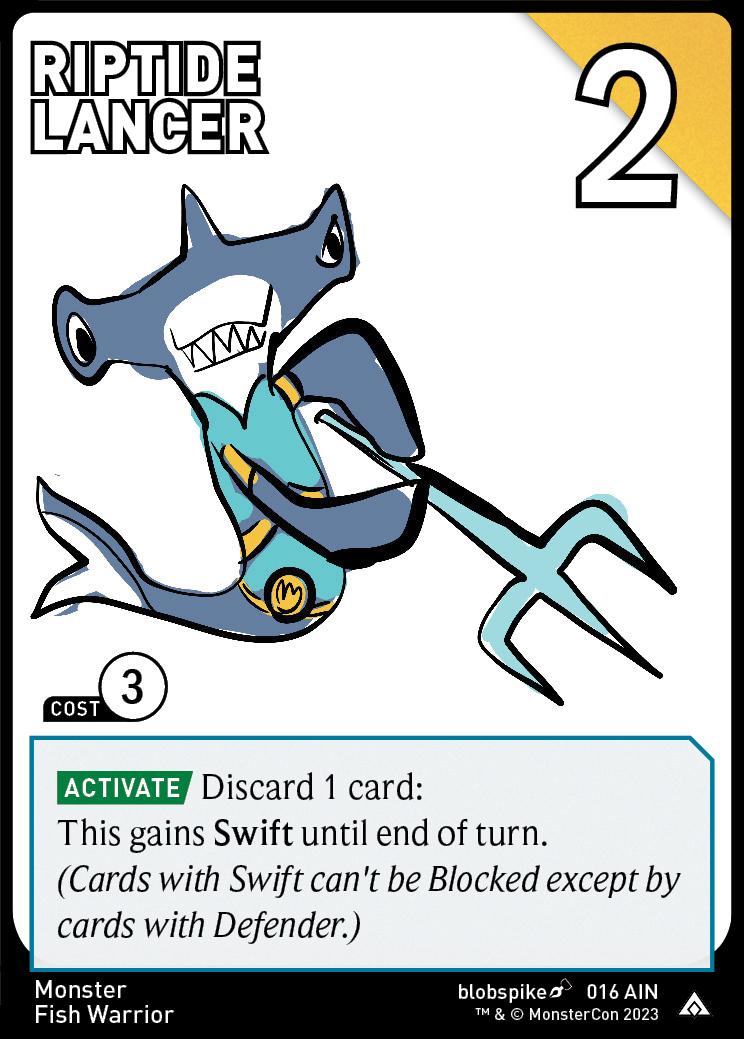 RIPTIDE
LANCER
2
COST 3
ACTIVATE Discard 1 card:
This gains Swift until end of turn.
(Cards with Swift can't be Blocked except by
cards with Defender.)
Monster
Fish Warrior
blobspike 016 AIN
™ & © MonsterCon 2023